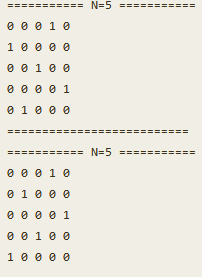 =========== N=5 ===========
0 0 0 1 0
1 0 0 0 0
0 0 1 0 0
0 0 0 0 1
0 1 0 0 0
==========================
=========== N=5 ===========
0 0 0 1 0
0 1 0 0 0
0 0 0 0 1
0 0 1 0 0
1 0 0 0 0